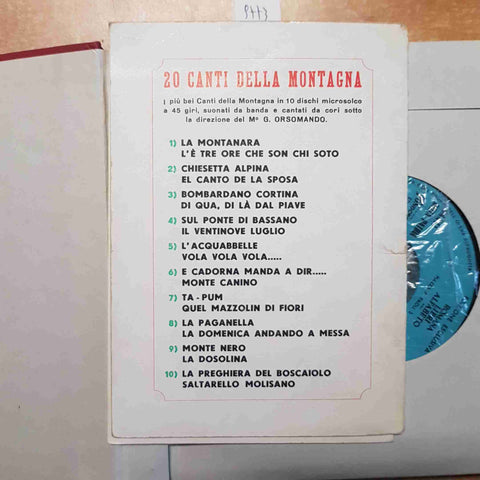 9443
20 CANTI DELLA MONTAGNA
I più bei Canti della Montagna in 10 dischi microsolco
a 45 giri, suonati da banda e cantati da cori sotto
la direzione del Mº G. ORSOMANDO.
1) LA MONTANARA
L'È TRE ORE CHE SON CHI SOTO
2) CHIESETTA ALPINA
EL CANTO DE LA SPOSA
3) BOMBARDANO CORTINA
DI QUA, DI LÀ DAL PIAVE
4) SUL PONTE DI BASSANO
IL VENTINOVE LUGLIO
5) L'ACQUABBELLE
VOLA VOLA VOLA.....
6) E CADORNA MANDA A DIR.....
MONTE CANINO
7) TA-PUM
QUEL MAZZOLIN DI FIORI
8) LA PAGANELLA
LA DOMENICA ANDANDO A MESSA
9) MONTE NERO
LA DOSOLINA
10) LA PREGHIERA DEL BOSCAIOLO
SALTARELLO MOLISANO
ROMANA
ALFABETO